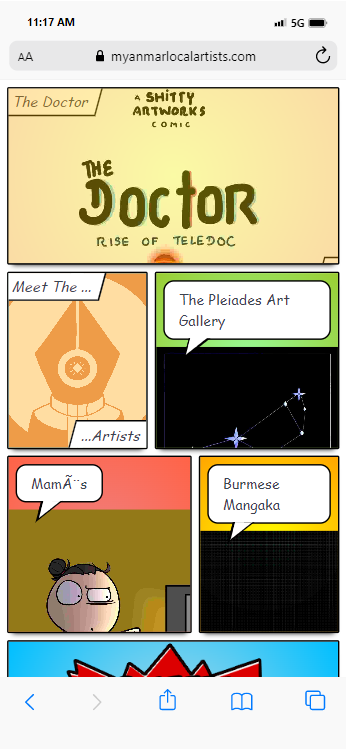 11:17 AM
5G
AA
myanmarlocalartists.com
The Doctor
A SHiTTY
ARTWORKS
COMIC
THE
DOCTOR
RISE OF TELEDOC
Meet The ...
...Artists
The Pleiades Art
Gallery
MamÃ¨s
Burmese
Mangaka